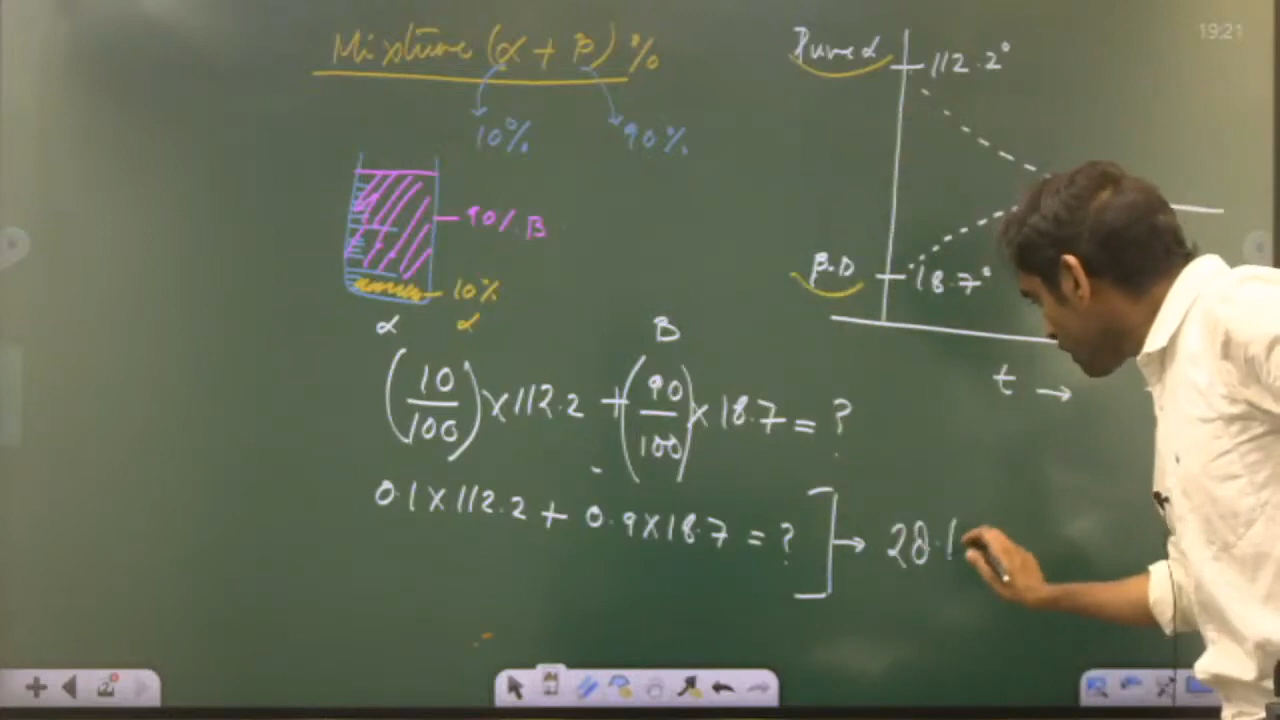 Mixture (α + β) %
10%
90%
90% B
10%
α
α
B
(10/100) × 112.2 + (90/100) × 18.7 = ?
0.1 × 112.2 + 0.9 × 18.7 = ? → 28.1
Pure α
112.2°
β-D
18.7°
t →
19:21
2